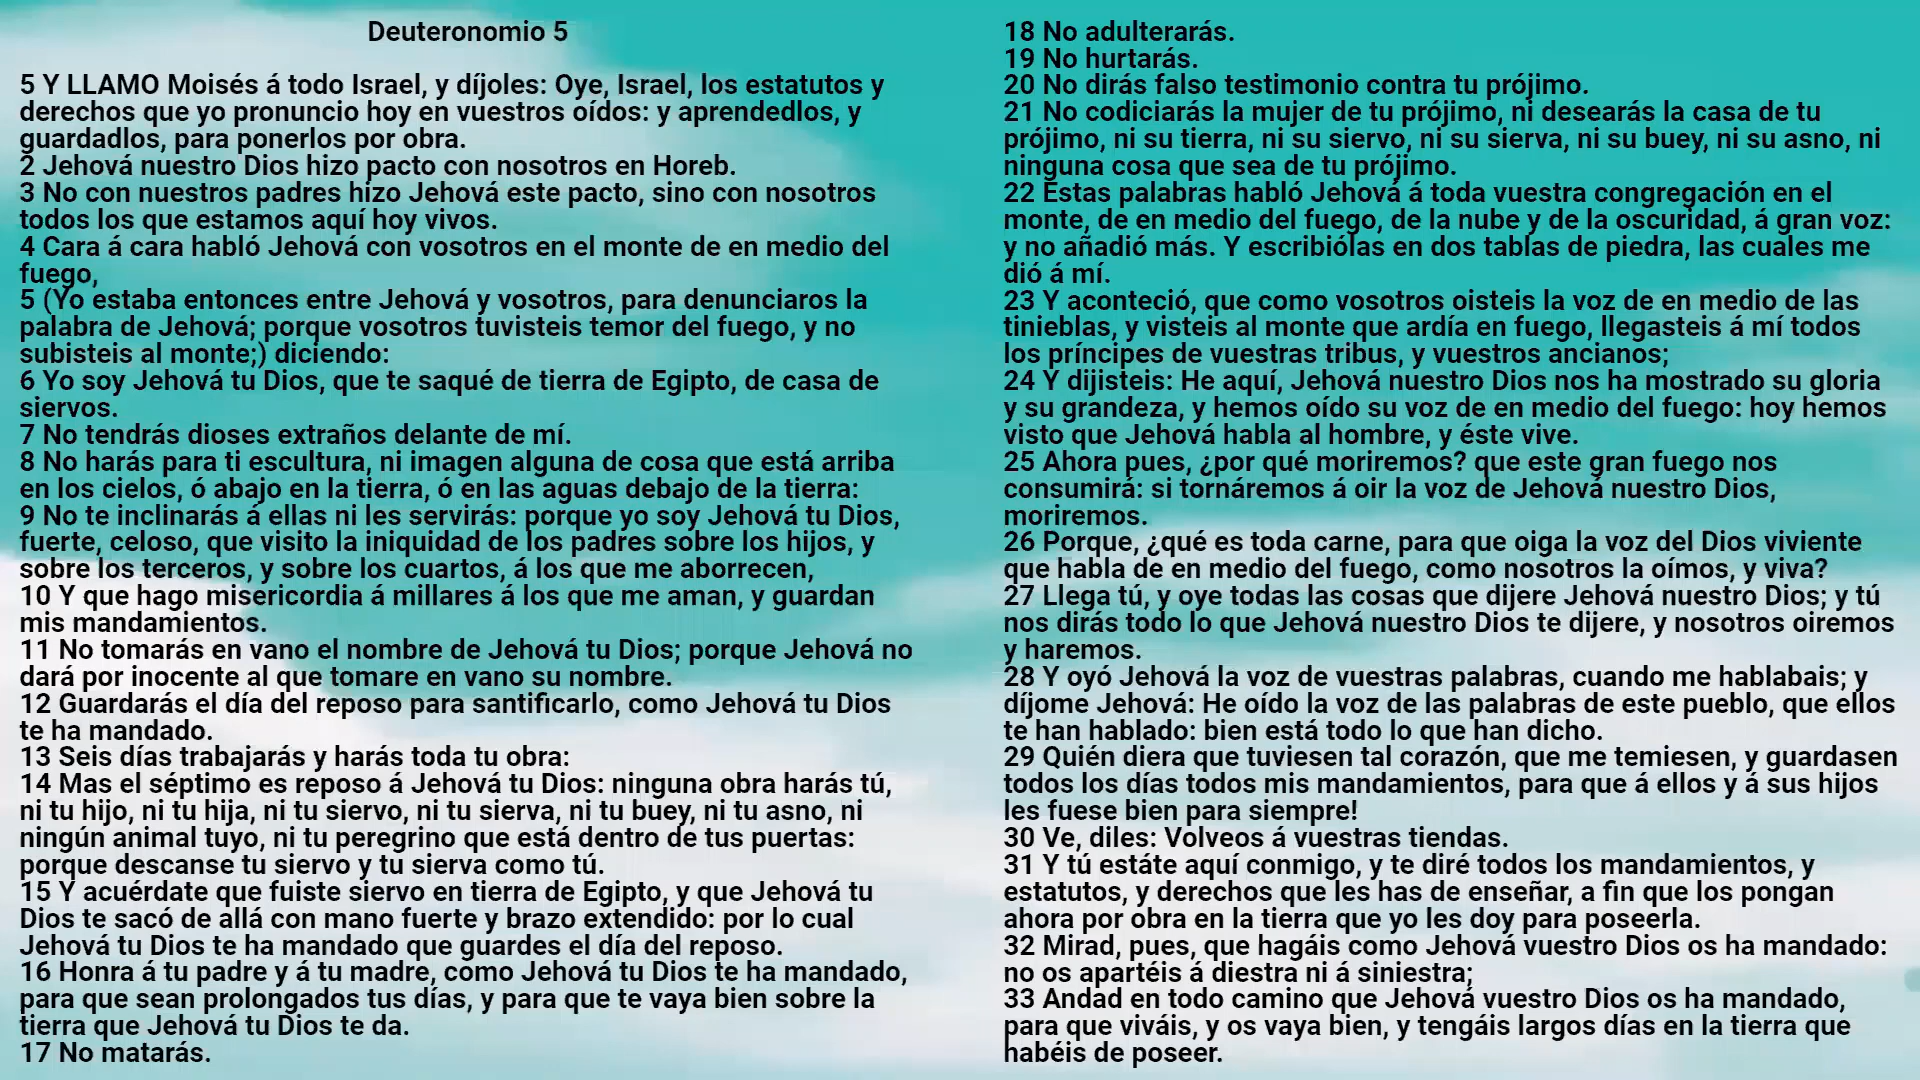 Deuteronomio 5
5 Y LLAMO Moisés á todo Israel, y díjoles: Oye, Israel, los estatutos y
derechos que yo pronuncio hoy en vuestros oídos: y aprendedlos, y
guardadlos, para ponerlos por obra.
2 Jehová nuestro Dios hizo pacto con nosotros en Horeb.
3 No con nuestros padres hizo Jehová este pacto, sino con nosotros
todos los que estamos aquí hoy vivos.
4 Cara á cara habló Jehová con vosotros en el monte de en medio del
fuego,
5 (Yo estaba entonces entre Jehová y vosotros, para denunciaros la
palabra de Jehová; porque vosotros tuvisteis temor del fuego, y no
subisteis al monte;) diciendo:
6 Yo soy Jehová tu Dios, que te saqué de tierra de Egipto, de casa de
siervos.
7 No tendrás dioses extraños delante de mí.
8 No harás para ti escultura, ni imagen alguna de cosa que está arriba
en los cielos, ó abajo en la tierra, ó en las aguas debajo de la tierra:
9 No te inclinarás á ellas ni les servirás: porque yo soy Jehová tu Dios,
fuerte, celoso, que visito la iniquidad de los padres sobre los hijos, y
sobre los terceros, y sobre los cuartos, á los que me aborrecen,
10 Y que hago misericordia á millares á los que me aman, y guardan
mis mandamientos.
11 No tomarás en vano el nombre de Jehová tu Dios; porque Jehová no
dará por inocente al que tomare en vano su nombre.
12 Guardarás el día del reposo para santificarlo, como Jehová tu Dios
te ha mandado.
13 Seis días trabajarás y harás toda tu obra:
14 Mas el séptimo es reposo á Jehová tu Dios: ninguna obra harás tú,
ni tu hijo, ni tu hija, ni tu siervo, ni tu sierva, ni tu buey, ni tu asno, ni
ningún animal tuyo, ni tu peregrino que está dentro de tus puertas:
porque descanse tu siervo y tu sierva como tú.
15 Y acuérdate que fuiste siervo en tierra de Egipto, y que Jehová tu
Dios te sacó de allá con mano fuerte y brazo extendido: por lo cual
Jehová tu Dios te ha mandado que guardes el día del reposo.
16 Honra á tu padre y á tu madre, como Jehová tu Dios te ha mandado,
para que sean prolongados tus días, y para que te vaya bien sobre la
tierra que Jehová tu Dios te da.
17 No matarás.
18 No adulterarás.
19 No hurtarás.
20 No dirás falso testimonio contra tu prójimo.
21 No codiciarás la mujer de tu prójimo, ni desearás la casa de tu
prójimo, ni su tierra, ni su siervo, ni su sierva, ni su buey, ni su asno, ni
ninguna cosa que sea de tu prójimo.
22 Estas palabras habló Jehová á toda vuestra congregación en el
monte, de en medio del fuego, de la nube y de la oscuridad, á gran voz:
y no añadió más. Y escribiólas en dos tablas de piedra, las cuales me
dió á mí.
23 Y aconteció, que como vosotros oisteis la voz de en medio de las
tinieblas, y visteis al monte que ardía en fuego, llegasteis á mí todos
los príncipes de vuestras tribus, y vuestros ancianos;
24 Y dijisteis: He aquí, Jehová nuestro Dios nos ha mostrado su gloria
y su grandeza, y hemos oído su voz de en medio del fuego: hoy hemos
visto que Jehová habla al hombre, y éste vive.
25 Ahora pues, ¿por qué moriremos? que este gran fuego nos
consumirá: si tornáremos á oir la voz de Jehová nuestro Dios,
moriremos.
26 Porque, ¿qué es toda carne, para que oiga la voz del Dios viviente
que habla de en medio del fuego, como nosotros la oímos, y viva?
27 Llega tú, y oye todas las cosas que dijere Jehová nuestro Dios; y tú
nos dirás todo lo que Jehová nuestro Dios te dijere, y nosotros oiremos
y haremos.
28 Y oyó Jehová la voz de vuestras palabras, cuando me hablabais; y
díjome Jehová: He oído la voz de las palabras de este pueblo, que ellos
te han hablado: bien está todo lo que han dicho.
29 Quién diera que tuviesen tal corazón, que me temiesen, y guardasen
todos los días todos mis mandamientos, para que á ellos y á sus hijos
les fuese bien para siempre!
30 Ve, diles: Volveos á vuestras tiendas.
31 Y tú estáte aquí conmigo, y te diré todos los mandamientos, y
estatutos, y derechos que les has de enseñar, a fin que los pongan
ahora por obra en la tierra que yo les doy para poseerla.
32 Mirad, pues, que hagáis como Jehová vuestro Dios os ha mandado:
no os apartéis á diestra ni á siniestra;
33 Andad en todo camino que Jehová vuestro Dios os ha mandado,
para que viváis, y os vaya bien, y tengáis largos días en la tierra que
habéis de poseer.